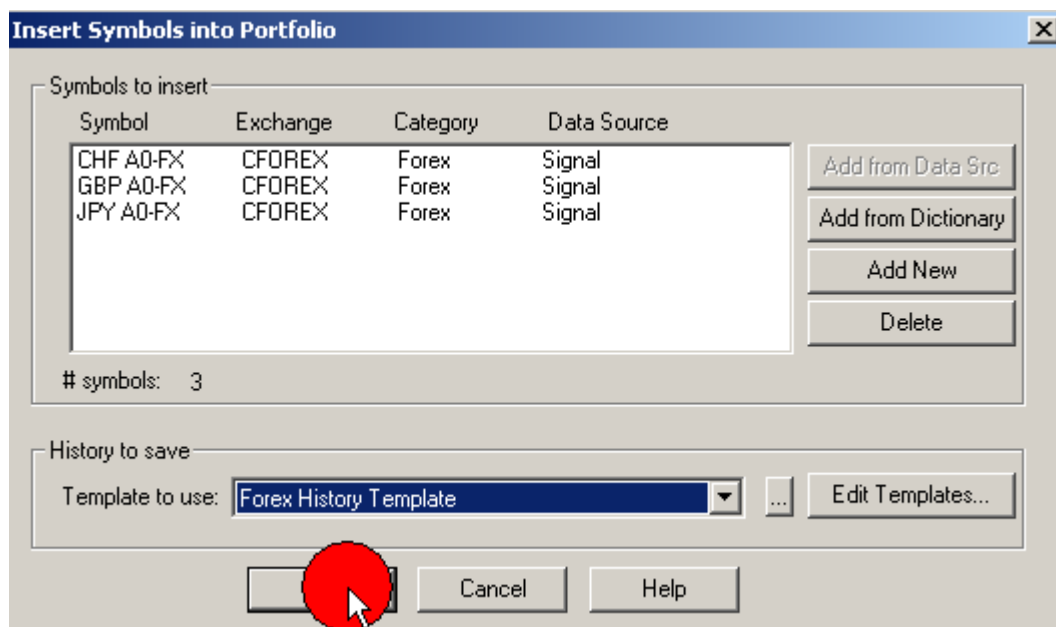 Insert Symbols into Portfolio
Symbols to insert
Symbol Exchange Category Data Source
CHF A0-FX CFOREX Forex Signal
GBP A0-FX CFOREX Forex Signal
JPY A0-FX CFOREX Forex Signal
Add from Data Src
Add from Dictionary
Add New
Delete
# symbols: 3
History to save
Template to use: Forex History Template ... Edit Templates...
Cancel Help